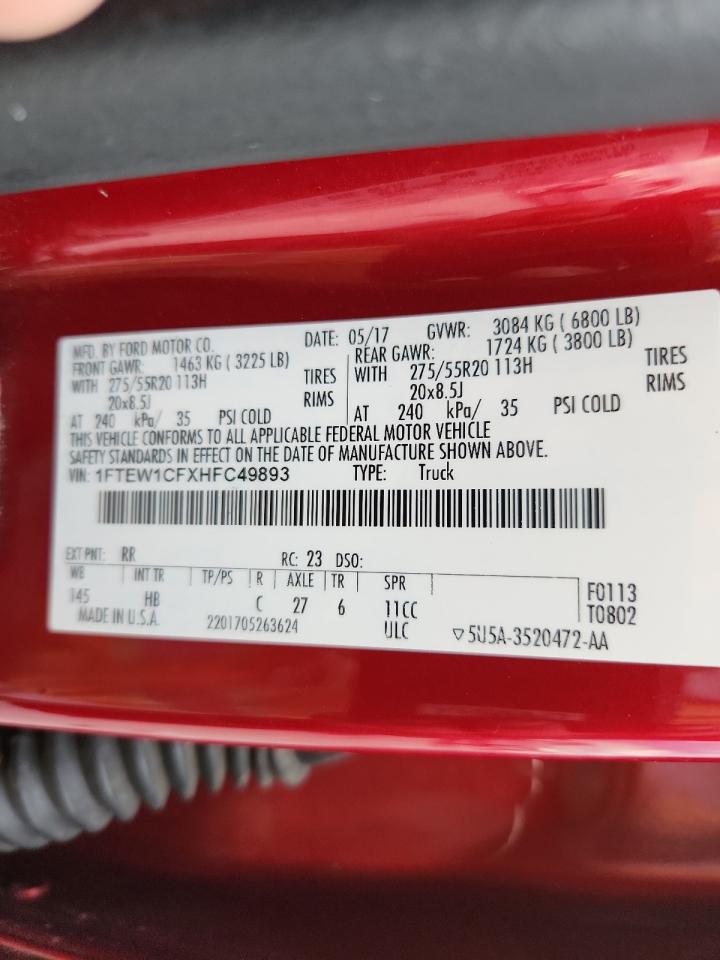 MFD. BY FORD MOTOR CO. DATE: 05/17 GVWR: 3084 KG ( 6800 LB)
FRONT GAWR: 1463 KG ( 3225 LB) REAR GAWR: 1724 KG ( 3800 LB)
WITH 275/55R20 113H TIRES WITH 275/55R20 113H TIRES
20x8.5J RIMS 20x8.5J RIMS
AT 240 kPa/ 35 PSI COLD AT 240 kPa/ 35 PSI COLD
THIS VEHICLE CONFORMS TO ALL APPLICABLE FEDERAL MOTOR VEHICLE
SAFETY STANDARDS IN EFFECT ON THE DATE OF MANUFACTURE SHOWN ABOVE.
VIN: 1FTEW1CFXHFC49893 TYPE: Truck
EXT PNT: RR RC: 23 DSO:
WB INT TR TP/PS R AXLE TR SPR
145 HB C 27 6 11CC F0113
MADE IN U.S.A. 2201705263624 ULC ▽5U5A-3520472-AA T0802